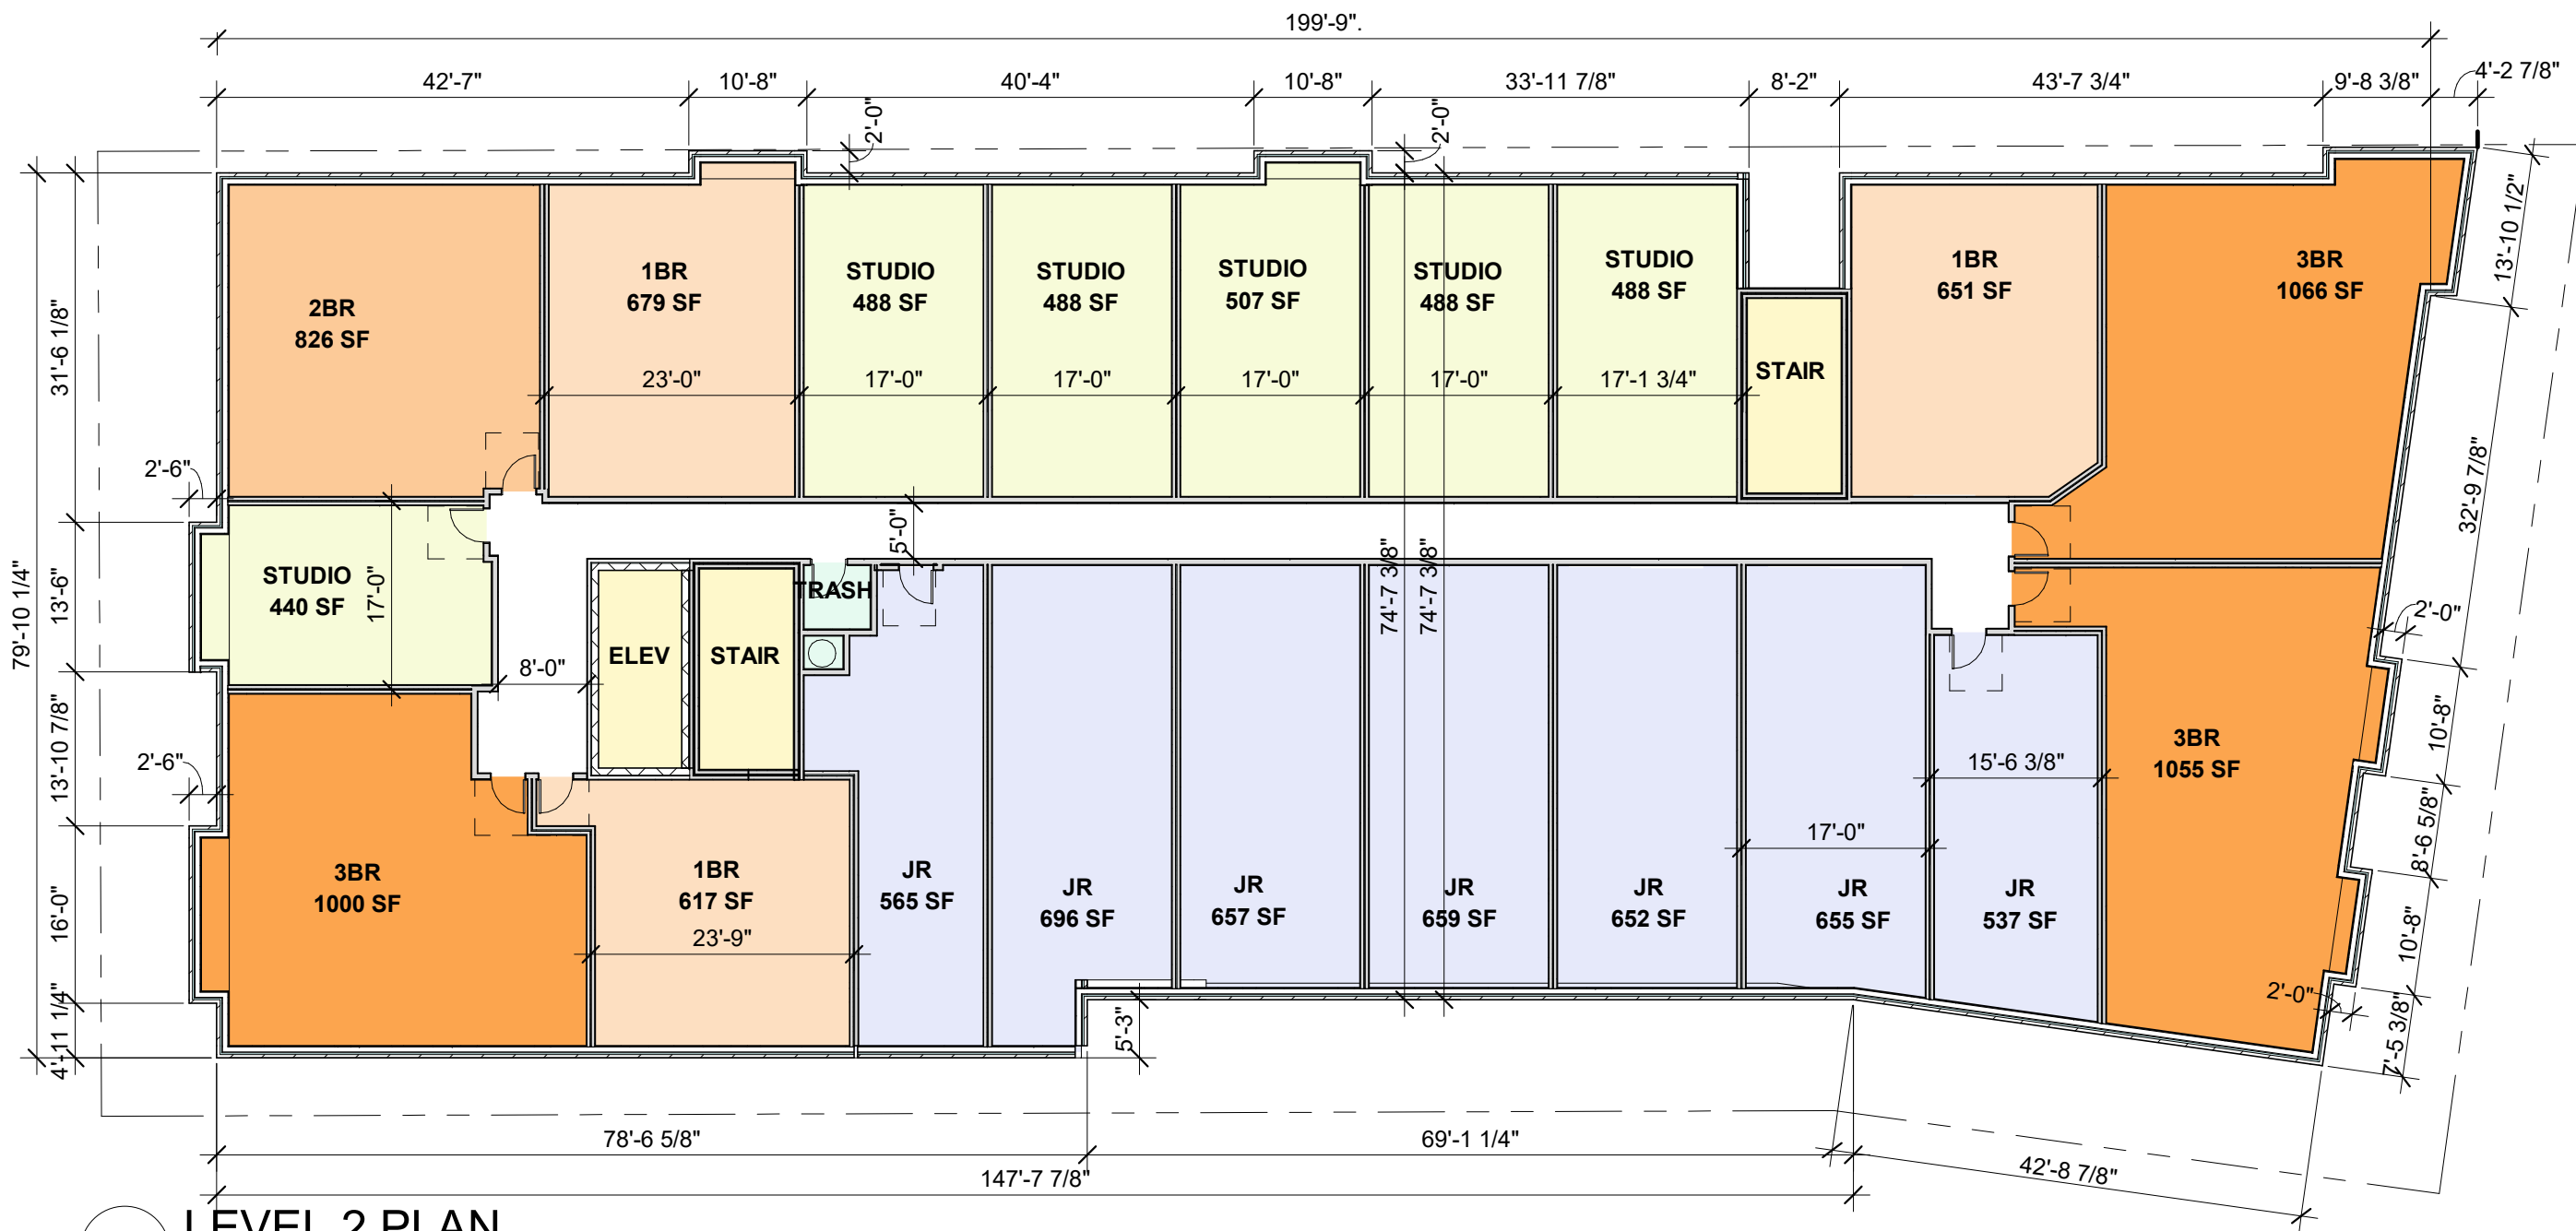 199'-9".
42'-7"
10'-8"
40'-4"
10'-8"
33'-11 7/8"
8'-2"
43'-7 3/4"
9'-8 3/8"
4'-2 7/8"
2'-0"
2'-0"
13'-10 1/2"
79'-10 1/4"
31'-6 1/8"
2BR
826 SF
1BR
679 SF
STUDIO
488 SF
STUDIO
488 SF
STUDIO
507 SF
STUDIO
488 SF
STUDIO
488 SF
STAIR
1BR
651 SF
3BR
1066 SF
23'-0"
17'-0"
17'-0"
17'-0"
17'-0"
17'-1 3/4"
32'-9 7/8"
2'-6"
13'-6"
STUDIO
440 SF
17'-0"
5'-0"
74'-7 3/8"
74'-7 3/8"
8'-0"
ELEV
STAIR
TRASH
2'-0"
13'-10 7/8"
2'-6"
10'-8"
15'-6 3/8"
3BR
1055 SF
8'-6 5/8"
17'-0"
16'-0"
3BR
1000 SF
1BR
617 SF
23'-9"
JR
565 SF
JR
696 SF
JR
657 SF
JR
659 SF
JR
652 SF
JR
655 SF
JR
537 SF
10'-8"
2'-0"
4'-11 1/4"
5'-3"
7'-5 3/8"
78'-6 5/8"
69'-1 1/4"
147'-7 7/8"
42'-8 7/8"
LEVEL 2 PLAN